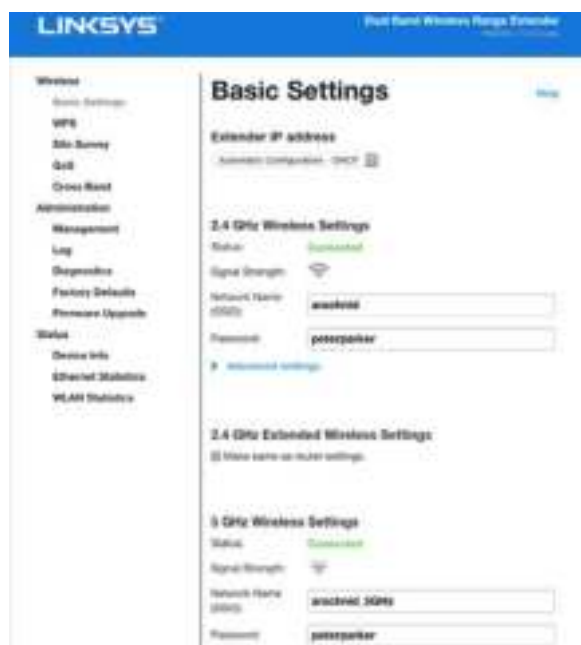 LINKSYS
Dual Band Wireless Range Extender
Wireless
Basic Settings
WPS
Site Survey
QoS
Cross Band
Administration
Management
Log
Diagnostics
Factory Defaults
Firmware Upgrade
Status
Device Info
Ethernet Statistics
WLAN Statistics
Basic Settings
Help
Extender IP address
Automatic Configuration - DHCP
2.4 GHz Wireless Settings
Status: Connected
Signal Strength:
Network Name (SSID): arachnid
Password: peterparker
Advanced settings
2.4 GHz Extended Wireless Settings
Make same as router settings.
5 GHz Wireless Settings
Status: Connected
Signal Strength:
Network Name (SSID): arachnid_5GHz
Password: peterparker